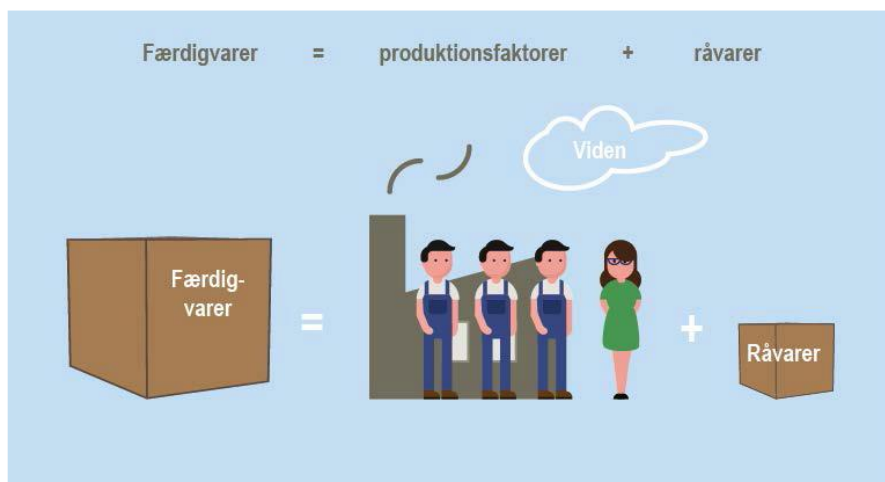 Færdigvarer = produktionsfaktorer + råvarer
Viden
Færdig-
varer
=
+
Råvarer